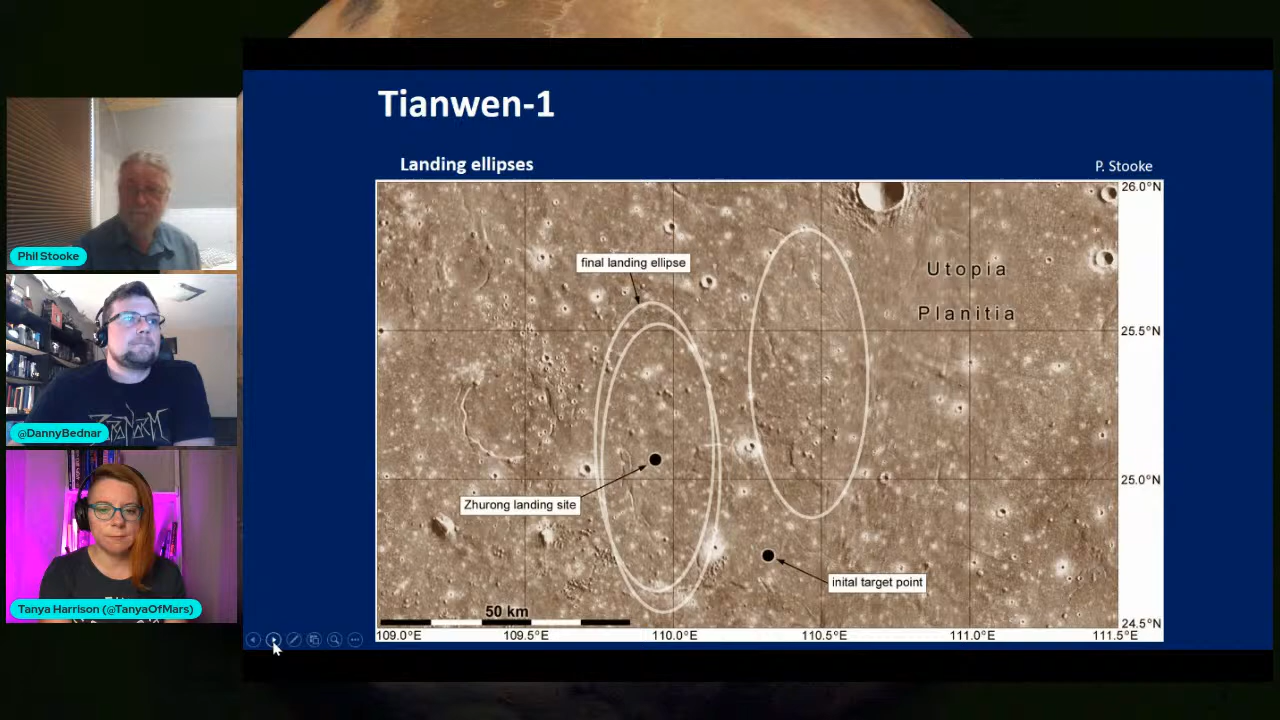 Tianwen-1
Landing ellipses
P. Stooke
26.0°N
final landing ellipse
Utopia
Planitia
25.5°N
25.0°N
Zhurong landing site
inital target point
50 km
24.5°N
109.0°E
109.5°E
110.0°E
110.5°E
111.0°E
111.5°E
Phil Stooke
@DannyBednar
Tanya Harrison (@TanyaOfMars)